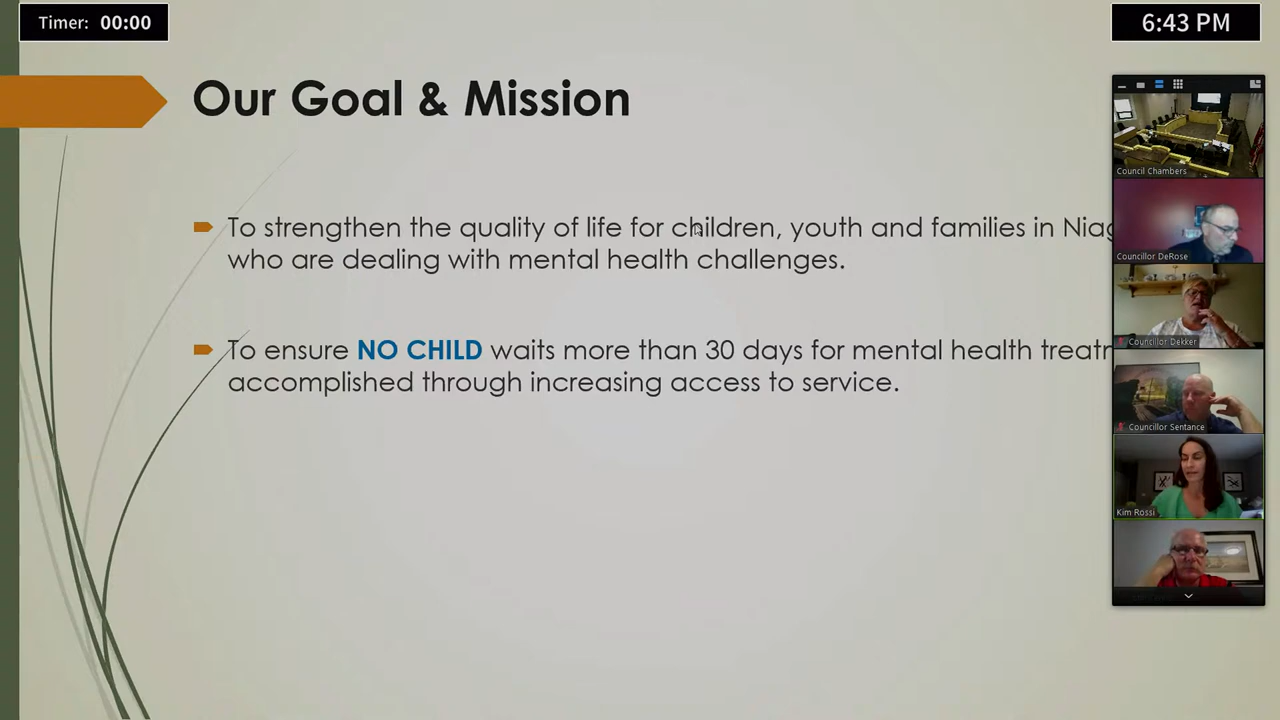 Timer: 00:00
6:43 PM
Our Goal & Mission
To strengthen the quality of life for children, youth and families in
who are dealing with mental health challenges.
To ensure NO CHILD waits more than 30 days for mental health
accomplished through increasing access to service.
Council Chambers
Councillor DeRose
Councillor Dekker
Councillor Sentance
Kim Rossi